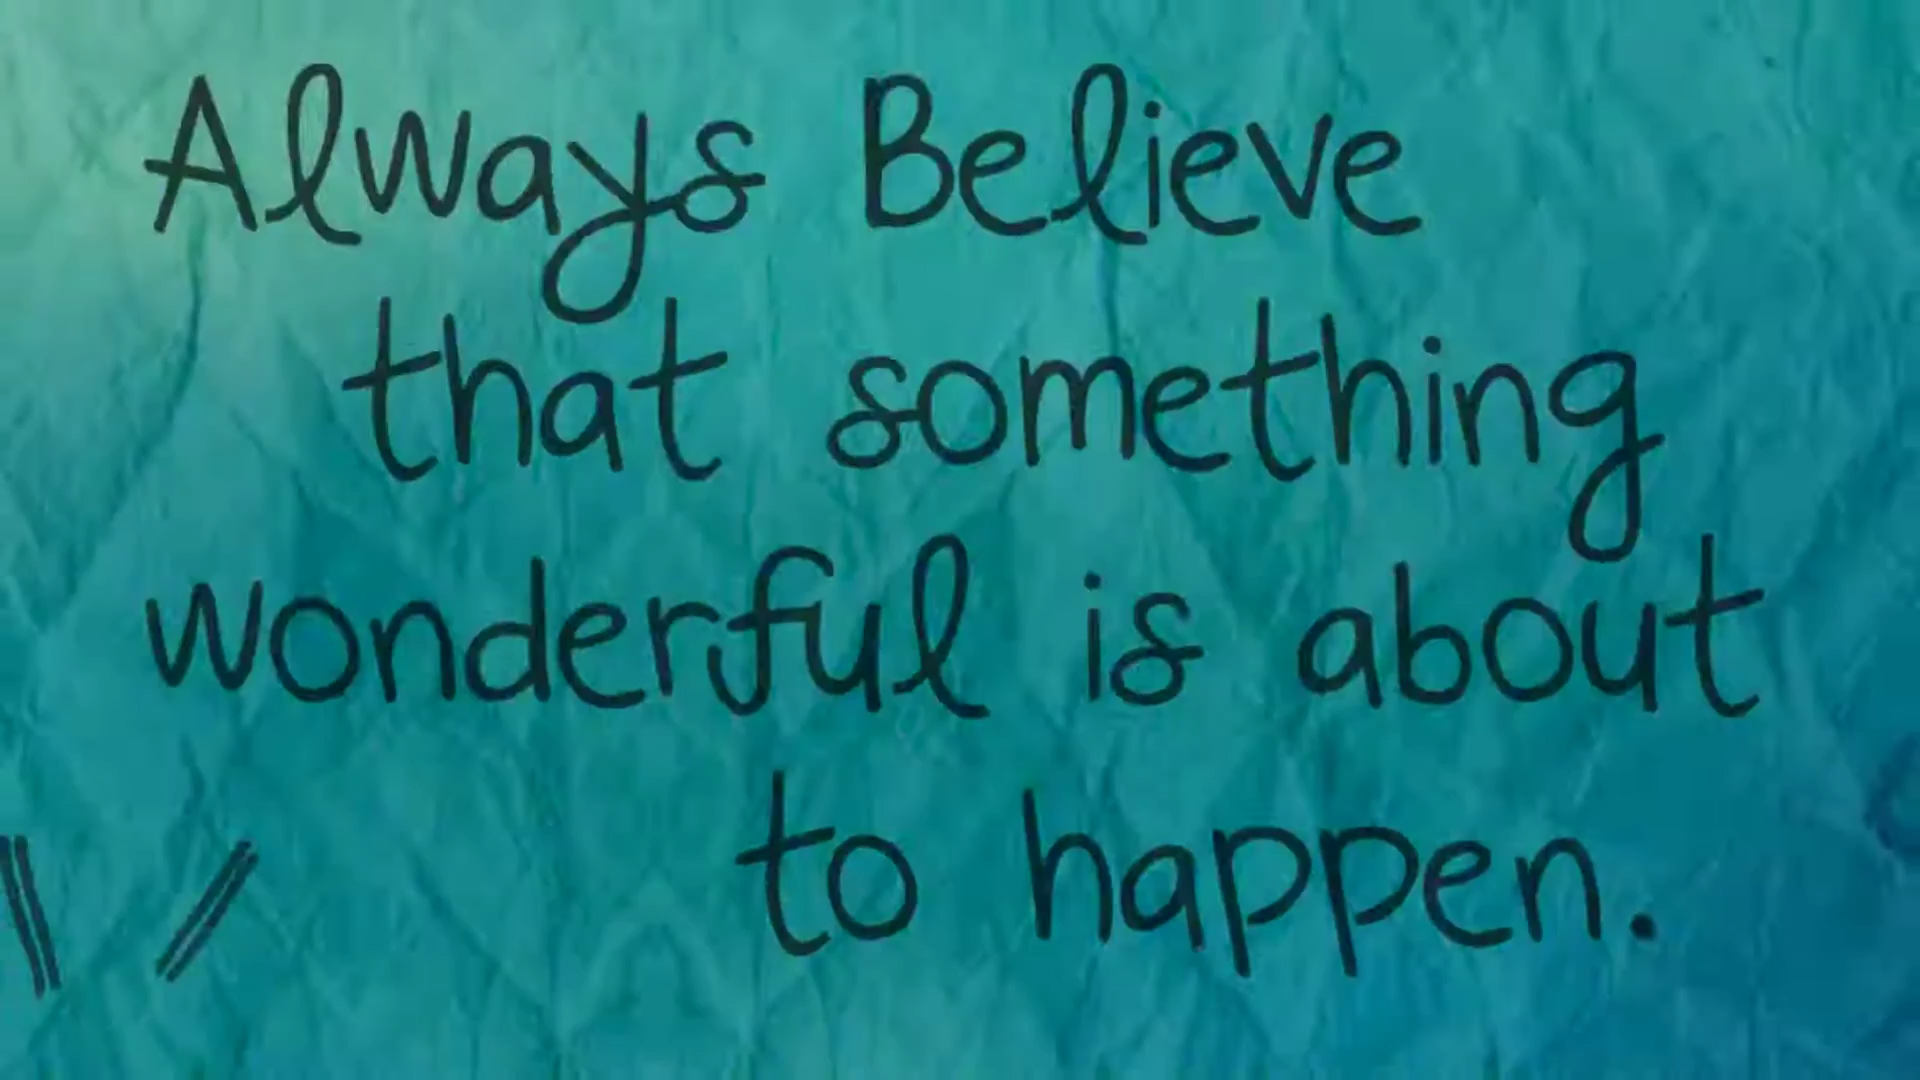 Always Believe
that something
wonderful is about
to happen.